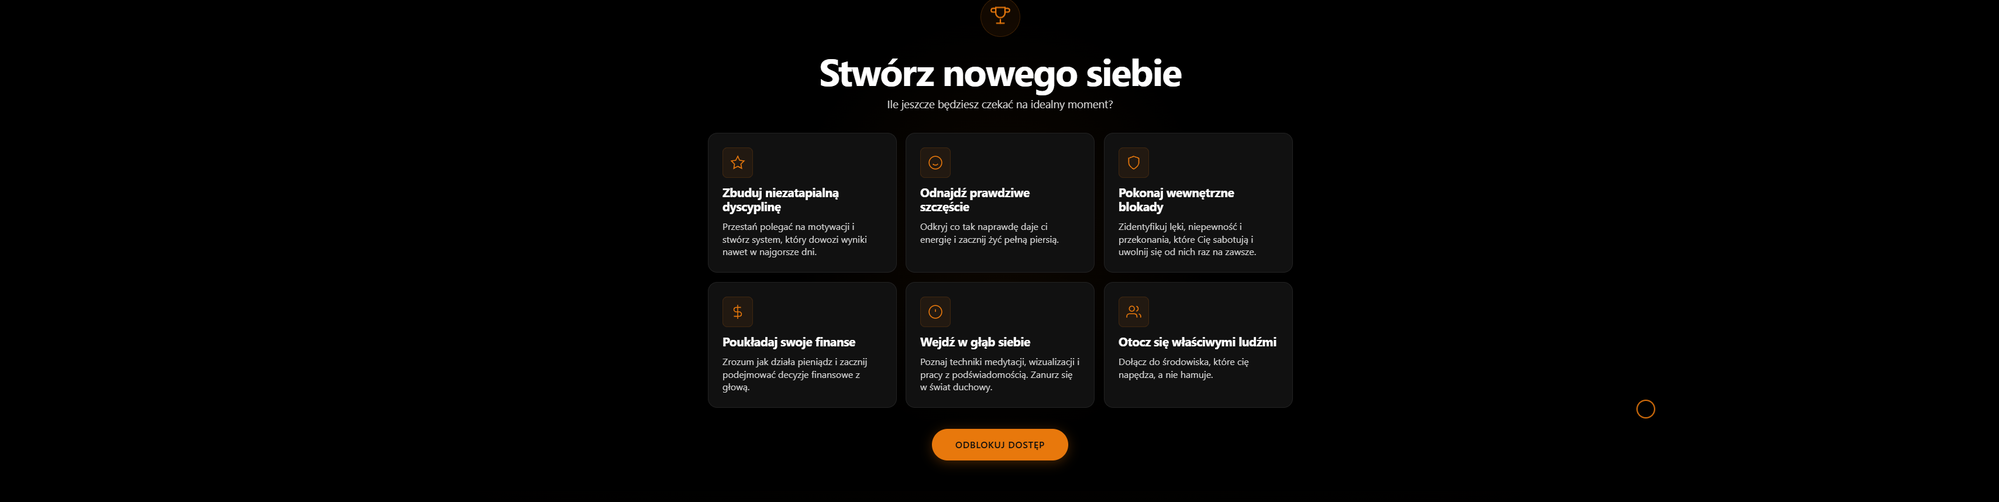 Stwórz nowego siebie
Ile jeszcze będziesz czekać na idealny moment?
Zbuduj niezatapialną
dyscyplinę
Przestań polegać na motywacji i
stwórz system, który dowozi wyniki
nawet w najgorsze dni.
Odnajdź prawdziwe
szczęście
Odkryj co tak naprawdę daje ci
energię i zacznij żyć pełną piersią.
Pokonaj wewnętrzne
blokady
Zidentyfikuj lęki, niepewność i
przekonania, które Cię sabotują i
uwolnij się od nich raz na zawsze.
Poukładaj swoje finanse
Zrozum jak działa pieniądz i zacznij
podejmować decyzje finansowe z
głową.
Wejdź w głąb siebie
Poznaj techniki medytacji, wizualizacji i
pracy z podświadomością. Zanurz się
w świat duchowy.
Otocz się właściwymi ludźmi
Dołącz do środowiska, które cię
napędza, a nie hamuje.
ODBLOKUJ DOSTĘP